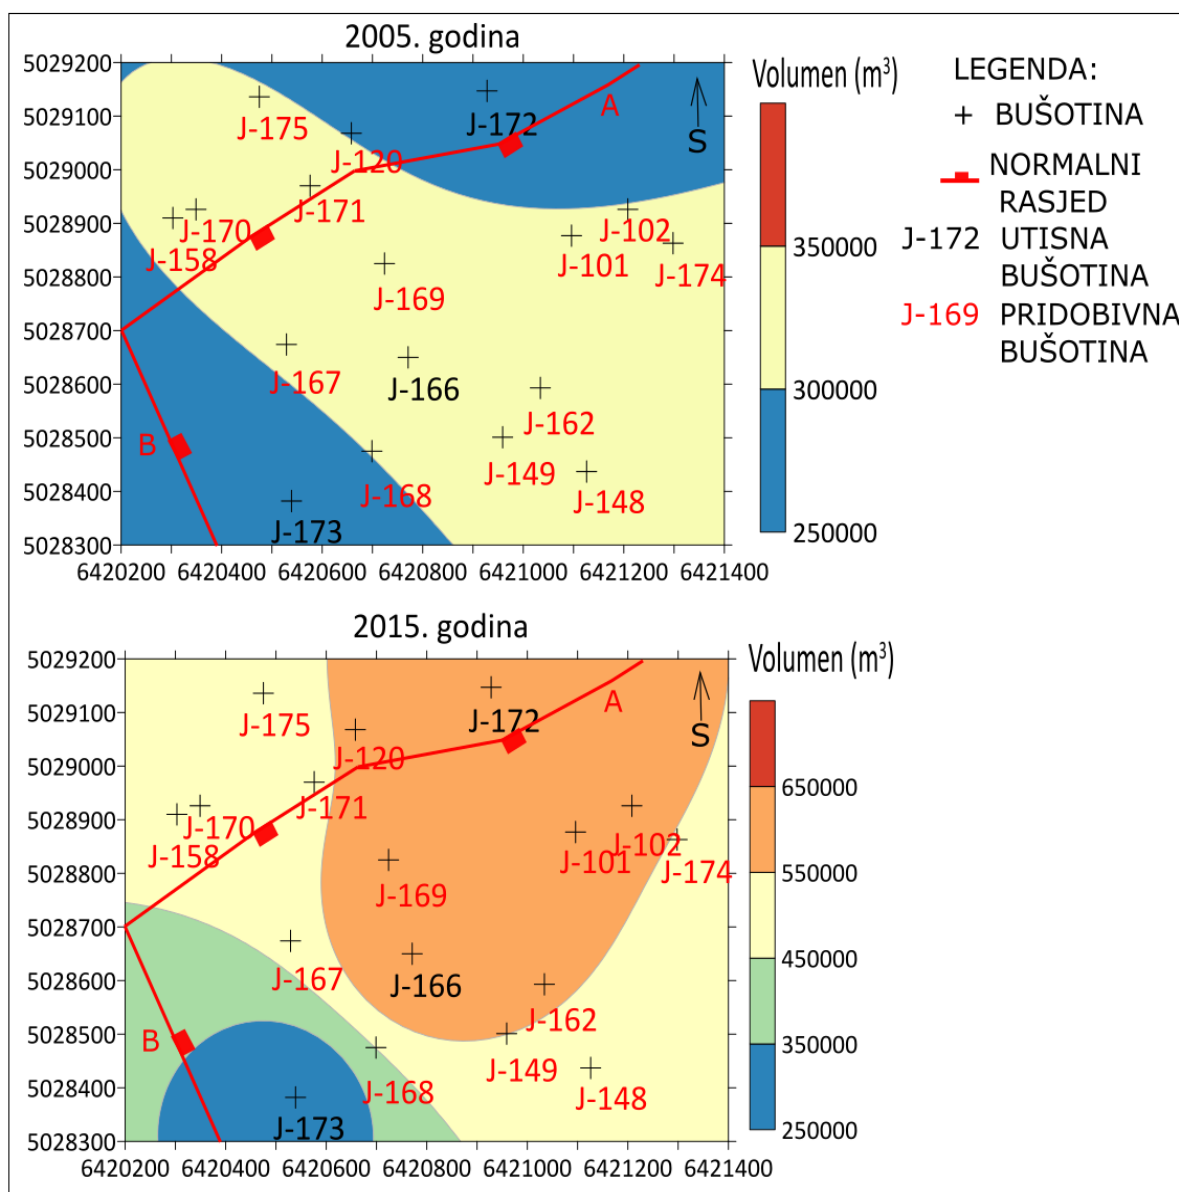 2005. godina
5029200
5029100
5029000
5028900
5028800
5028700
5028600
5028500
5028400
5028300
6420200 6420400 6420600 6420800 6421000 6421200 6421400
J-175
J-120
J-172
A
S
J-171
J-170
J-158
J-102
J-101
J-174
J-169
J-167
J-166
J-162
J-149
J-148
J-168
J-173
B
Volumen (m³)
350000
300000
250000
LEGENDA:
BUŠOTINA
NORMALNI
RASJED
J-172 UTISNA
BUŠOTINA
J-169 PRIDOBIVNA
BUŠOTINA
2015. godina
5029200
5029100
5029000
5028900
5028800
5028700
5028600
5028500
5028400
5028300
6420200 6420400 6420600 6420800 6421000 6421200 6421400
J-175
J-120
J-172
A
S
J-171
J-170
J-158
J-102
J-101
J-174
J-169
J-167
J-166
J-162
J-149
J-148
J-168
J-173
B
Volumen (m³)
650000
550000
450000
350000
250000